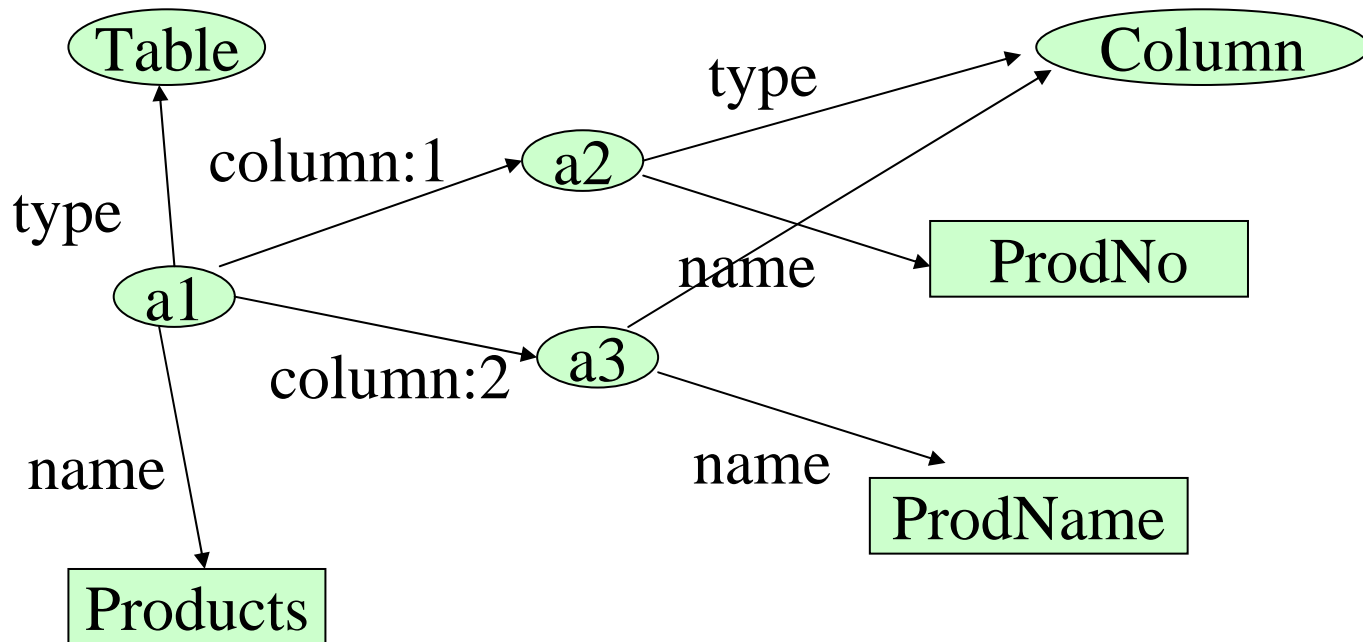 Table
Column
type
column:1
a2
type
ProdNo
name
a1
a3
column:2
name
name
ProdName
Products